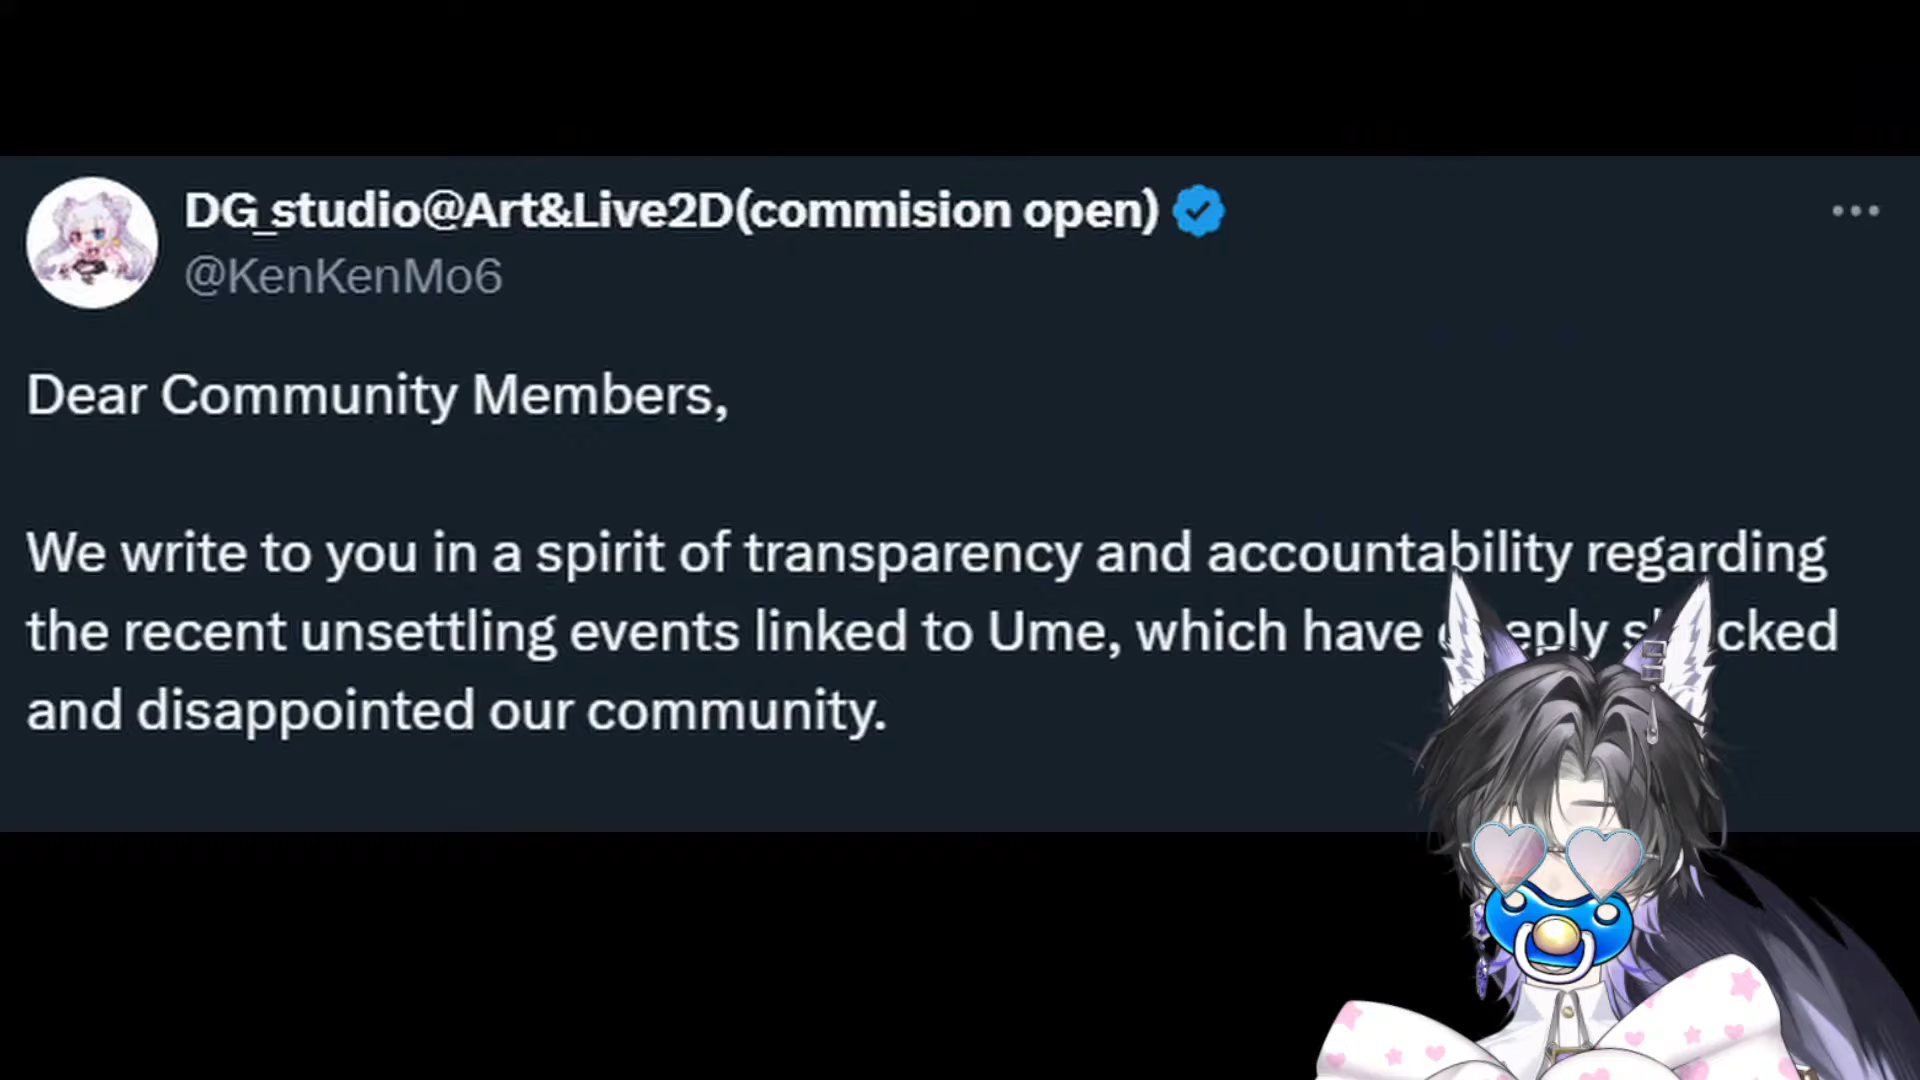 DG_studio@Art&Live2D(commision open)
@KenKenMo6
Dear Community Members,
We write to you in a spirit of transparency and accountability regarding
the recent unsettling events linked to Ume, which have
and disappointed our community.